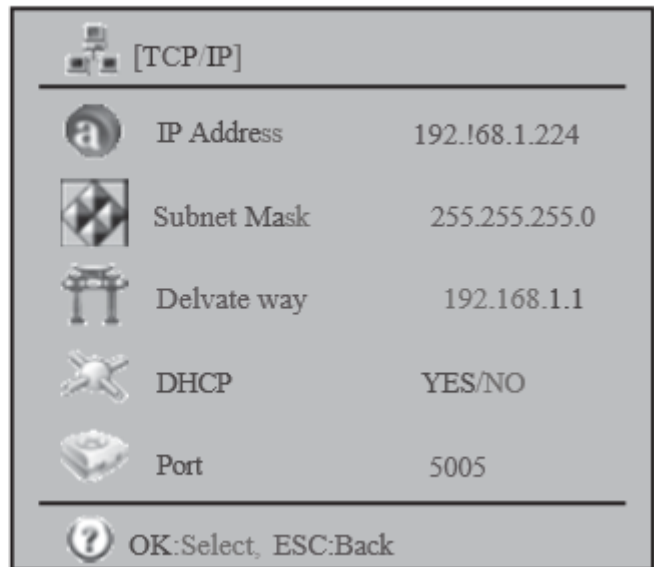 [TCP/IP]
IP Address 192.!68.1.224
Subnet Mask 255.255.255.0
Delvate way 192.168.1.1
DHCP YES/NO
Port 5005
OK:Select, ESC:Back